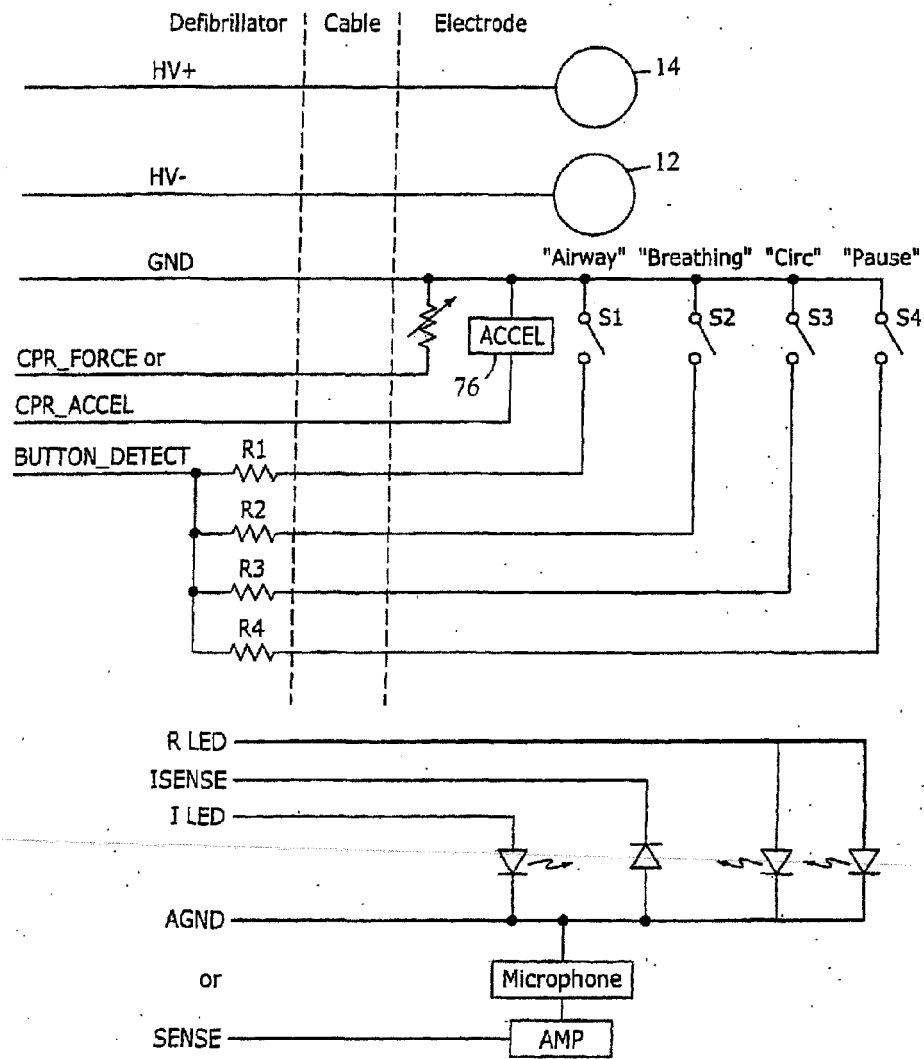 Defibrillator Cable Electrode
HV+
14
HV-
12
GND
"Airway" "Breathing" "Circ" "Pause"
S1 S2 S3 S4
ACCEL
CPR_FORCE or
76
CPR_ACCEL
BUTTON_DETECT
R1
R2
R3
R4
R LED
ISENSE
I LED
AGND
or
Microphone
SENSE
AMP